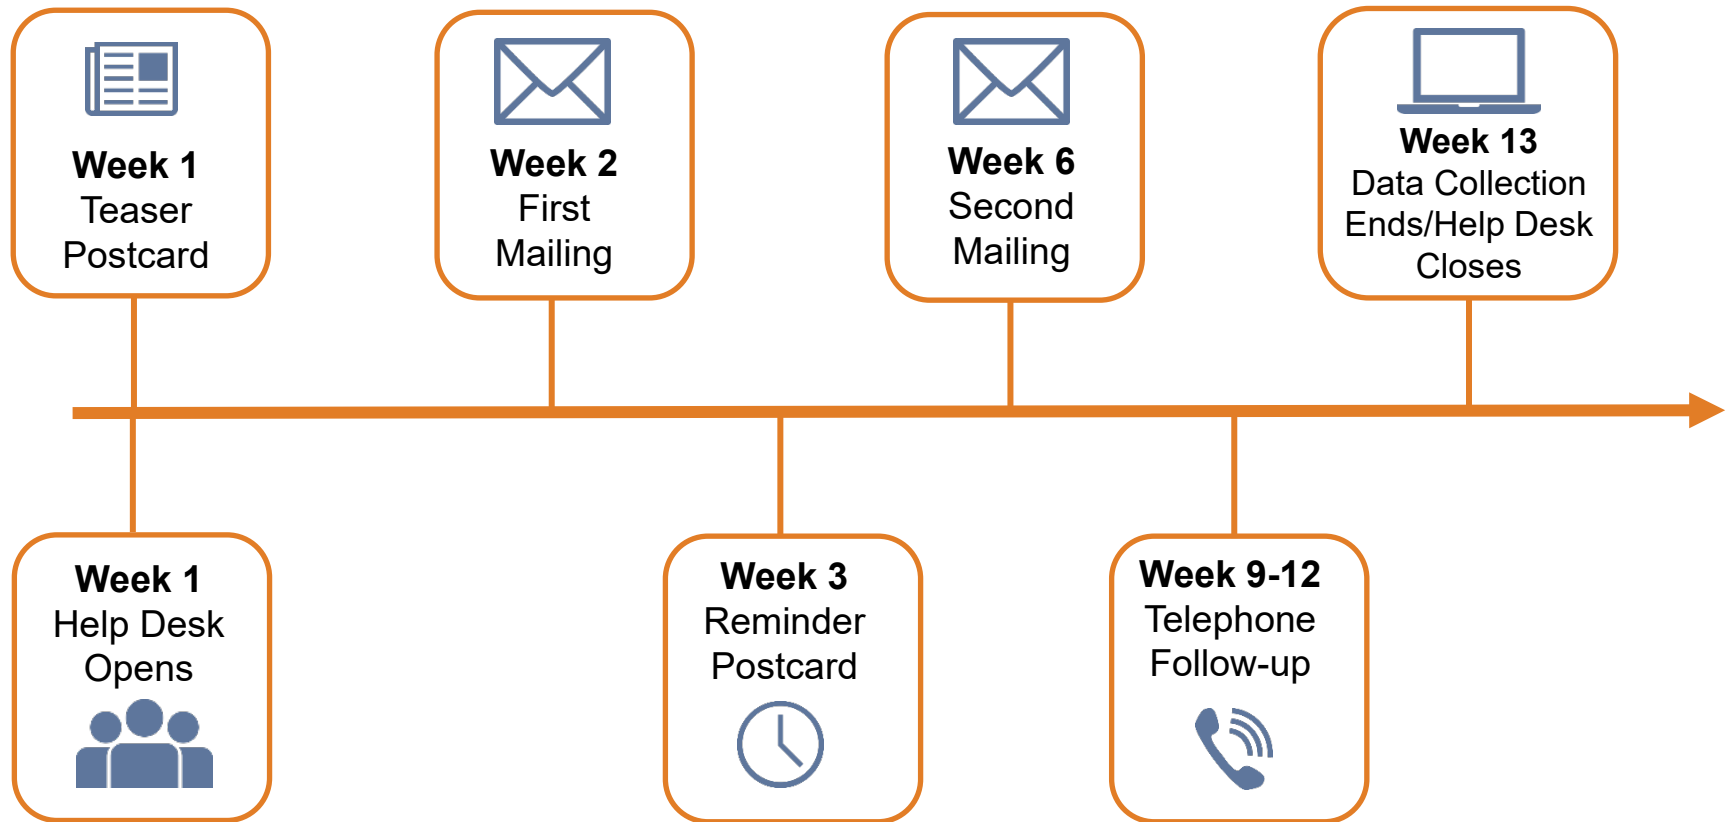 Week 1
Teaser
Postcard
Week 2
First
Mailing
Week 6
Second
Mailing
Week 13
Data Collection
Ends/Help Desk
Closes
Week 1
Help Desk
Opens
Week 3
Reminder
Postcard
Week 9-12
Telephone
Follow-up